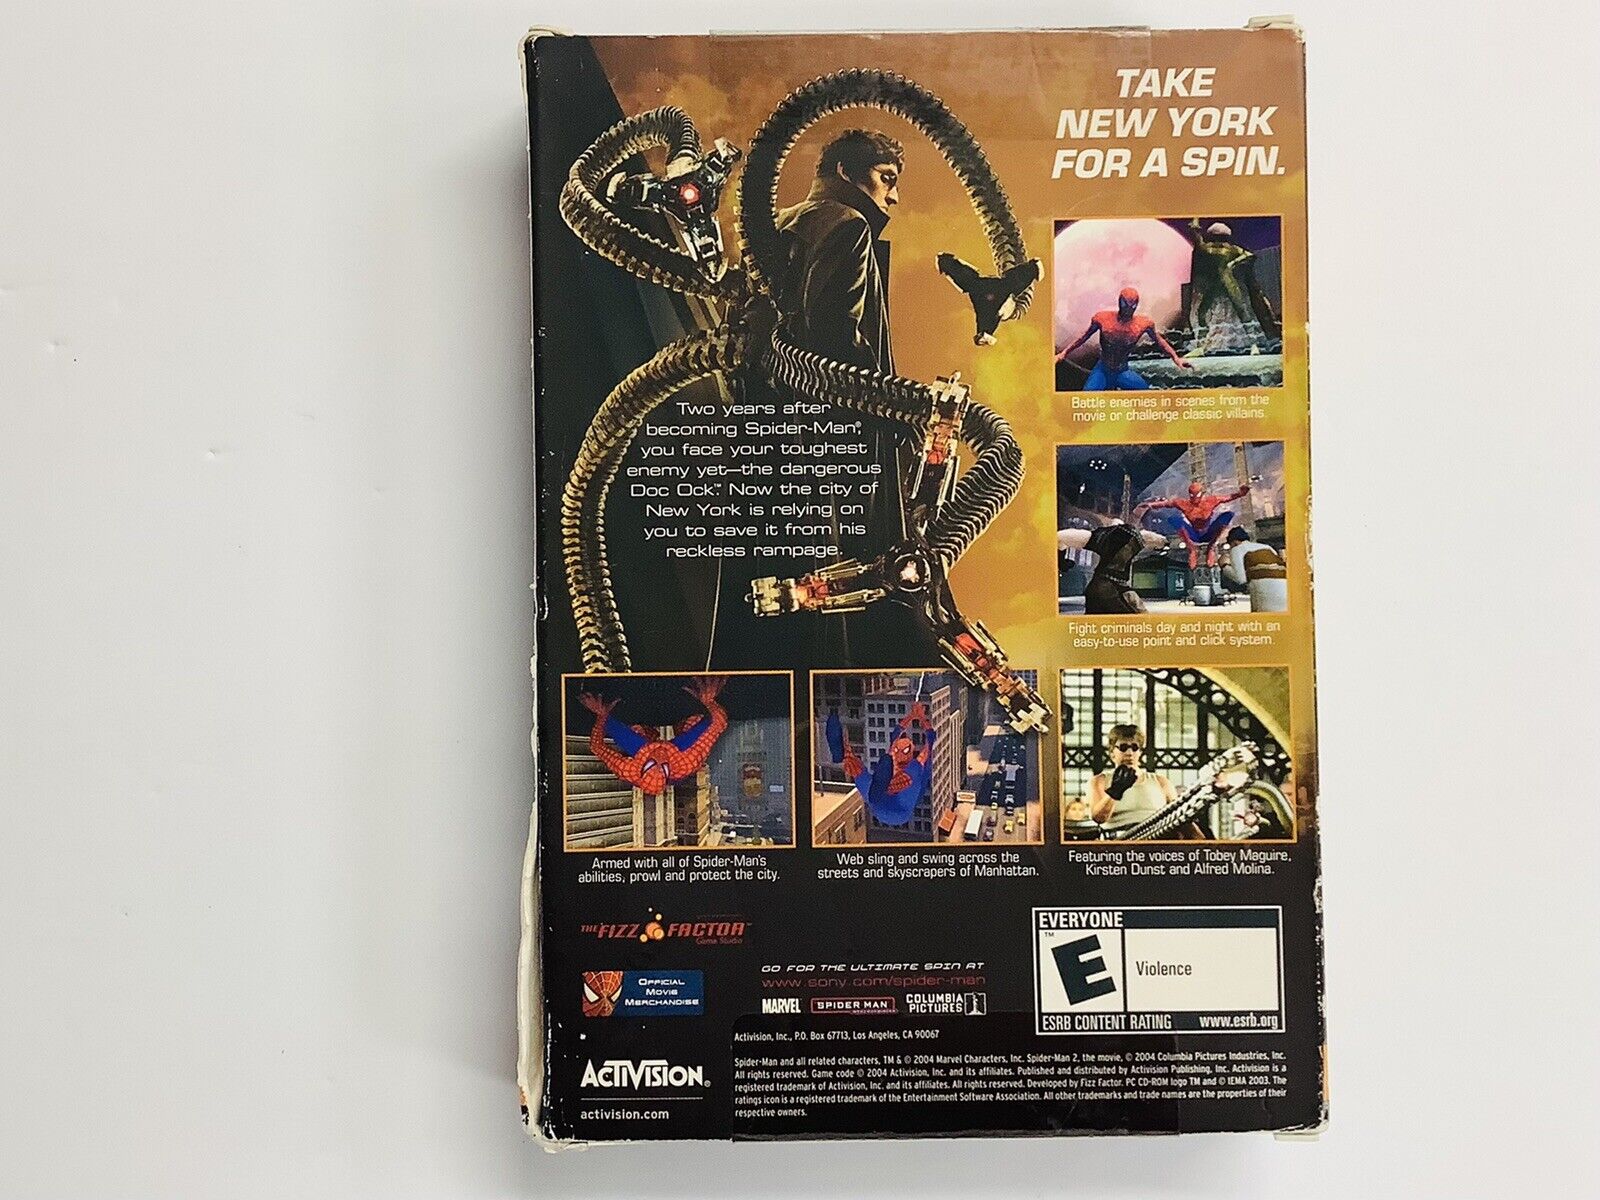 TAKE
NEW YORK
FOR A SPIN.
Battle enemies in scenes from the
movie or challenge classic villains.
Two years after
becoming Spider-Man®,
you face your toughest
enemy yet—the dangerous
Doc Ock™. Now the city of
New York is relying on
you to save it from his
reckless rampage.
Fight criminals day and night with an
easy-to-use point and click system.
Armed with all of Spider-Man's
abilities, prowl and protect the city.
Web sling and swing across the
streets and skyscrapers of Manhattan.
Featuring the voices of Tobey Maguire,
Kirsten Dunst and Alfred Molina.
THE FIZZ FACTOR™
Game Studio
OFFICIAL
MOVIE
MERCHANDISE
GO FOR THE ULTIMATE SPIN AT
www.sony.com/spider-man
MARVEL
SPIDER MAN
COLUMBIA
PICTURES
EVERYONE
™
E
Violence
ESRB CONTENT RATING www.esrb.org
ACTIVISION®
activision.com
Activision, Inc., P.O. Box 67713, Los Angeles, CA 90067
Spider-Man and all related characters, TM & © 2004 Marvel Characters, Inc. Spider-Man 2, the movie, © 2004 Columbia Pictures Industries, Inc.
All rights reserved. Game code © 2004 Activision, Inc. and its affiliates. Published and distributed by Activision Publishing, Inc. Activision is a
registered trademark of Activision, Inc. and its affiliates. All rights reserved. Developed by Fizz Factor. PC CD-ROM logo TM and © IEMA 2003. The
ratings icon is a registered trademark of the Entertainment Software Association. All other trademarks and trade names are the properties of their
respective owners.